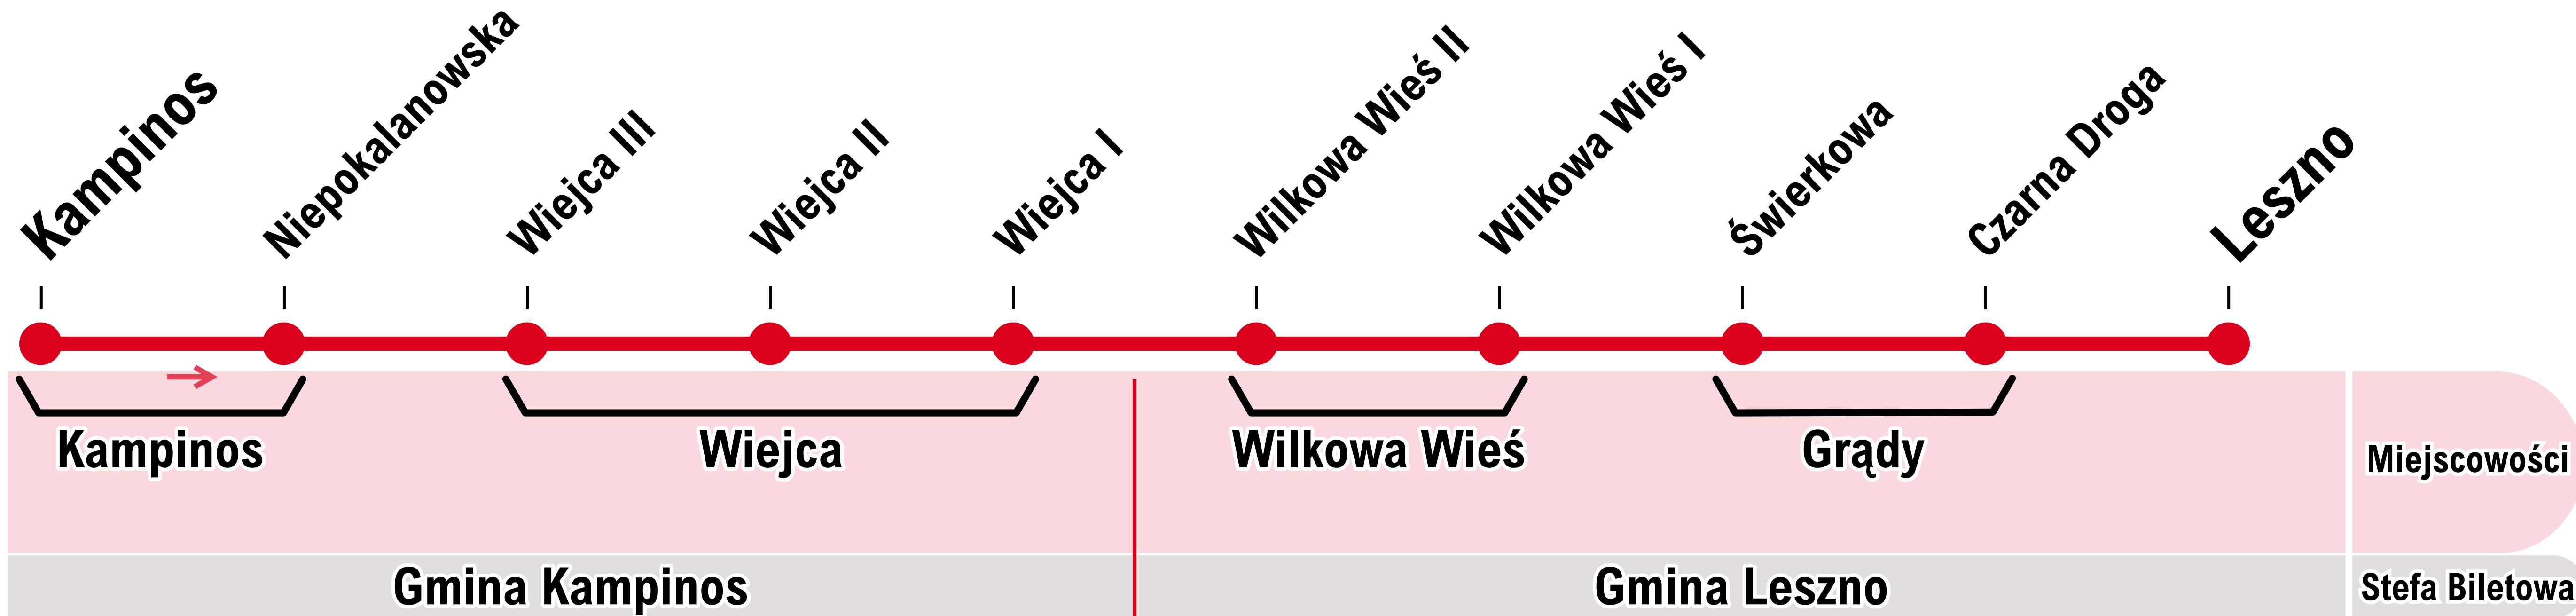 Kampinos
Niepokalanowska
Wiejca III
Wiejca II
Wiejca I
Wilkowa Wieś II
Wilkowa Wieś I
Świerkowa
Czarna Droga
Leszno
Kampinos
Wiejca
Wilkowa Wieś
Grądy
Miejscowości
Gmina Kampinos
Gmina Leszno
Stefa Biletowa